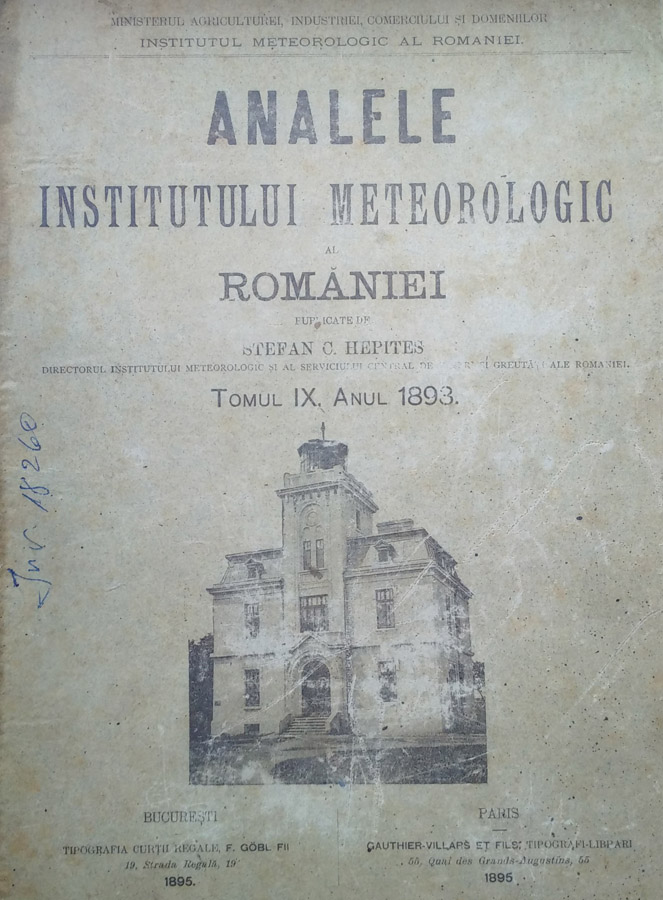 MINISTERUL AGRICULTUREI, INDUSTRIEI, COMERCIULUI ȘI DOMENIILOR
INSTITUTUL METEOROLOGIC AL ROMANIEI.
ANALELE
INSTITUTULUI METEOROLOGIC
AL
ROMÂNIEI
PUBLICATE DE
STEFAN C. HEPITES
DIRECTORUL INSTITUTULUI METEOROLOGIC ȘI AL SERVICIULUI CENTRAL DE GREUTĂȚI ALE ROMANIEI.
TOMUL IX. ANUL 1893.
Inv. 18260
BUCUREȘTI
TIPOGRAFIA CURȚII REGALE, F. GÖBL FII
19, Strada Regală, 19
1895.
PARIS
GAUTHIER-VILLARS ET FILS, TIPOGRAFI-LIBRARI
55, Quai des Grands-Augustins, 55
1895